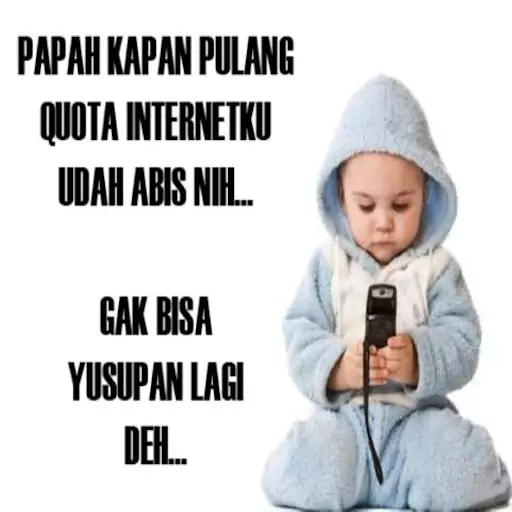 PAPAH KAPAN PULANG
QUOTA INTERNETKU
UDAH ABIS NIH...
GAK BISA
YUSUPAN LAGI
DEH...